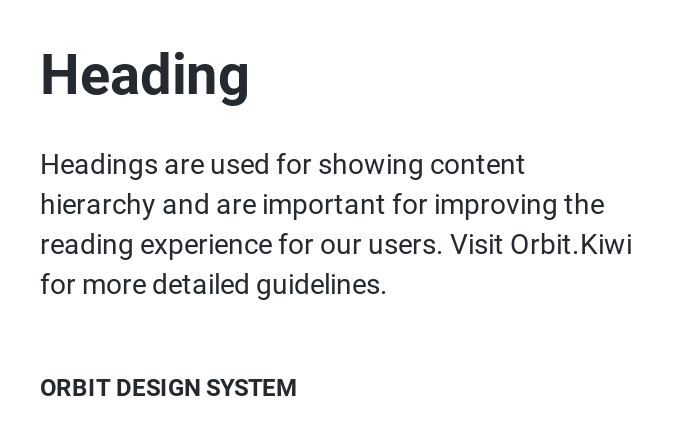 Heading
Headings are used for showing content
hierarchy and are important for improving the
reading experience for our users. Visit Orbit.Kiwi
for more detailed guidelines.
ORBIT DESIGN SYSTEM